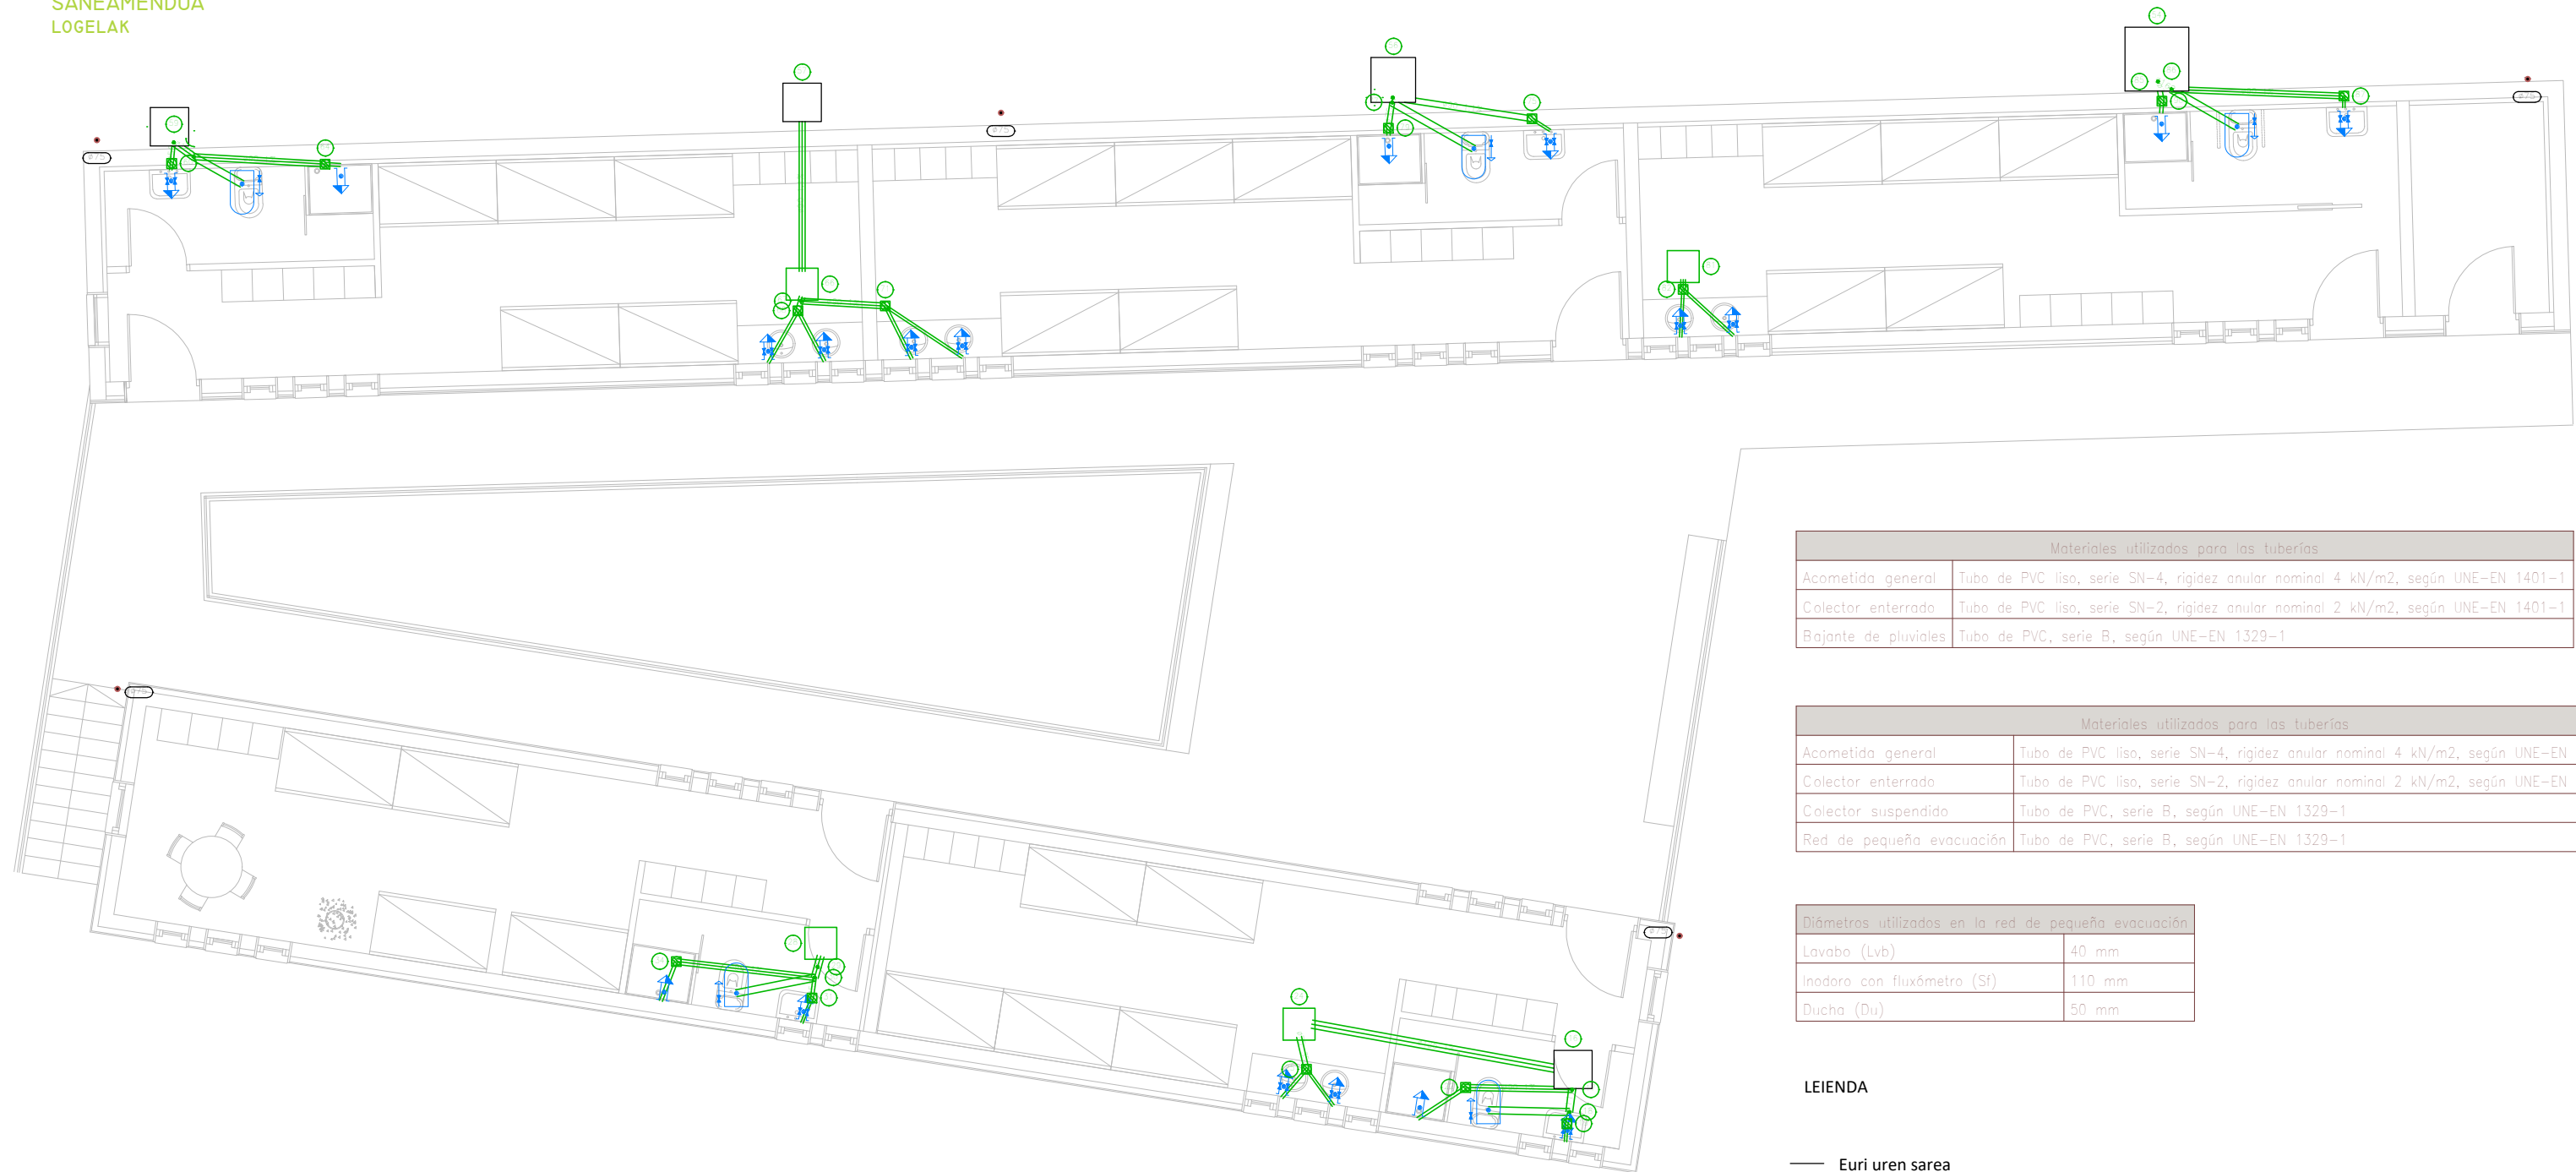 SANEAMENDUA
LOGELAK
Ø75
Ø75
Ø75
Ø75
Materiales utilizados para las tuberías
Acometida general Tubo de PVC liso, serie SN-4, rigidez anular nominal 4 kN/m2, según UNE-EN 1401-1
Colector enterrado Tubo de PVC liso, serie SN-2, rigidez anular nominal 2 kN/m2, según UNE-EN 1401-1
Bajante de pluviales Tubo de PVC, serie B, según UNE-EN 1329-1
Ø75
Materiales utilizados para las tuberías
Acometida general Tubo de PVC liso, serie SN-4, rigidez anular nominal 4 kN/m2, según UNE-EN
Colector enterrado Tubo de PVC liso, serie SN-2, rigidez anular nominal 2 kN/m2, según UNE-EN
Colector suspendido Tubo de PVC, serie B, según UNE-EN 1329-1
Red de pequeña evacuación Tubo de PVC, serie B, según UNE-EN 1329-1
Diámetros utilizados en la red de pequeña evacuación
Lavabo (Lvb) 40 mm
Inodoro con fluxómetro (Sf) 110 mm
Ducha (Du) 50 mm
LEIENDA
Euri uren sarea